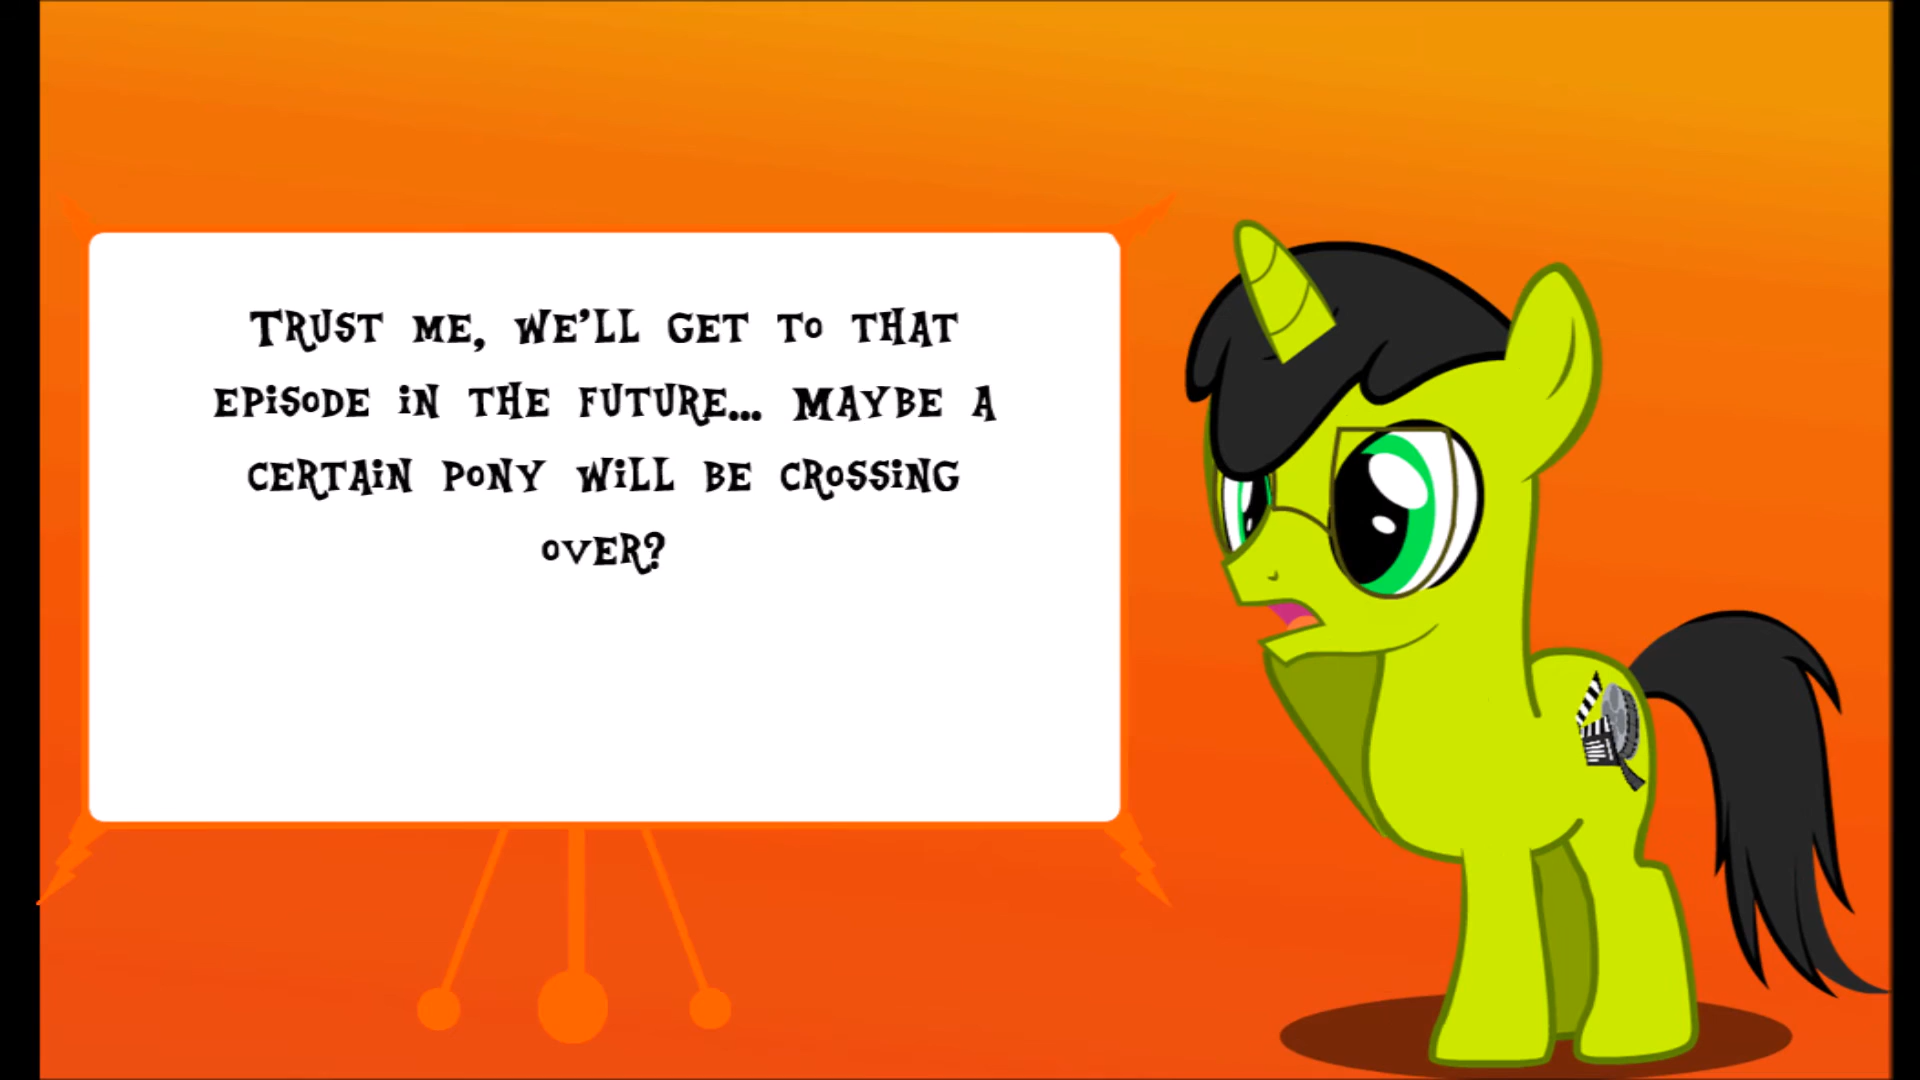 Trust me, we'll get to that
episode in the future... Maybe a
certain pony will be crossing
over?